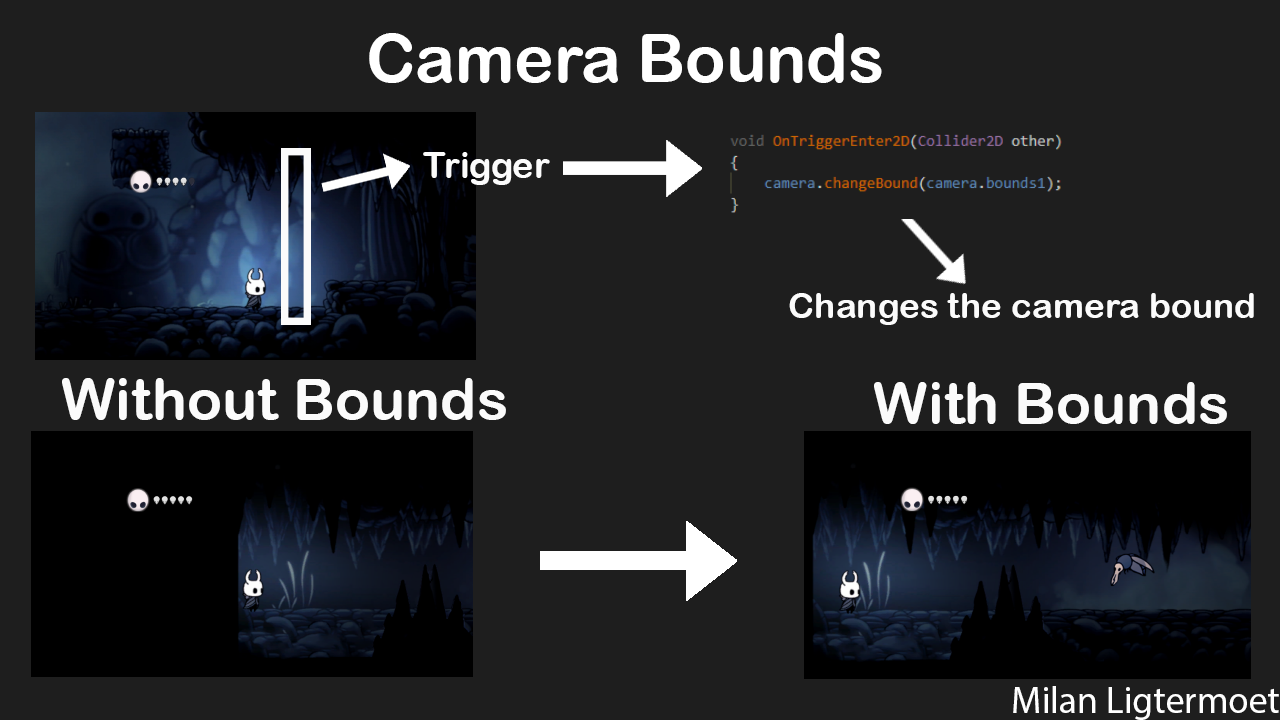 Camera Bounds
Trigger
void OnTriggerEnter2D(Collider2D other)
{
camera.changeBound(camera.bounds1);
}
Changes the camera bound
Without Bounds
With Bounds
Milan Ligtermoet